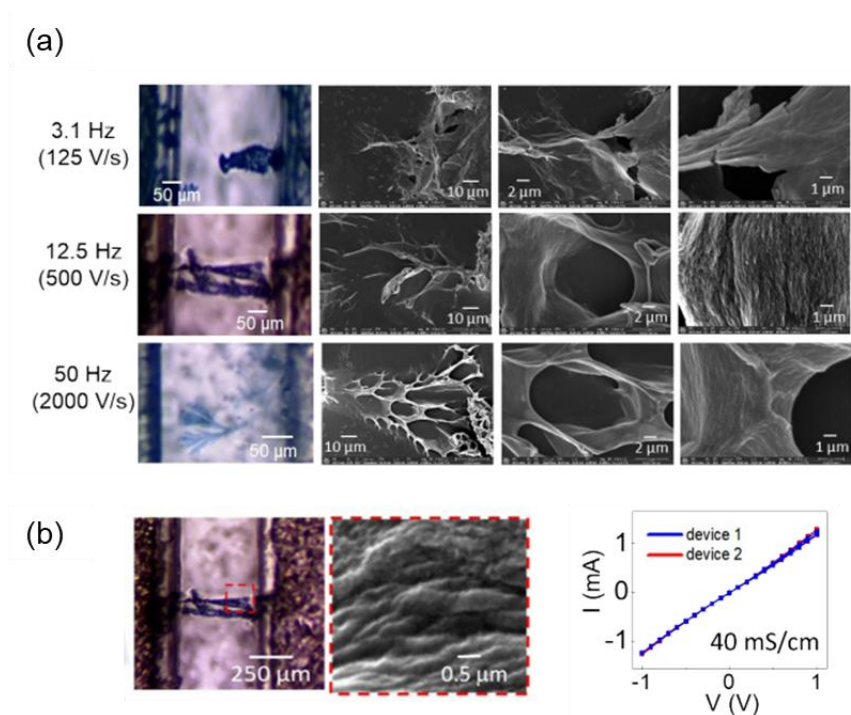 (a)
3.1 Hz
(125 V/s)
50 µm
10 µm
2 µm
1 µm
12.5 Hz
(500 V/s)
50 µm
10 µm
2 µm
1 µm
50 Hz
(2000 V/s)
50 µm
10 µm
2 µm
1 µm
(b)
250 µm
0.5 µm
I (mA)
1
0
-1
device 1
device 2
40 mS/cm
-1 0 1
V (V)